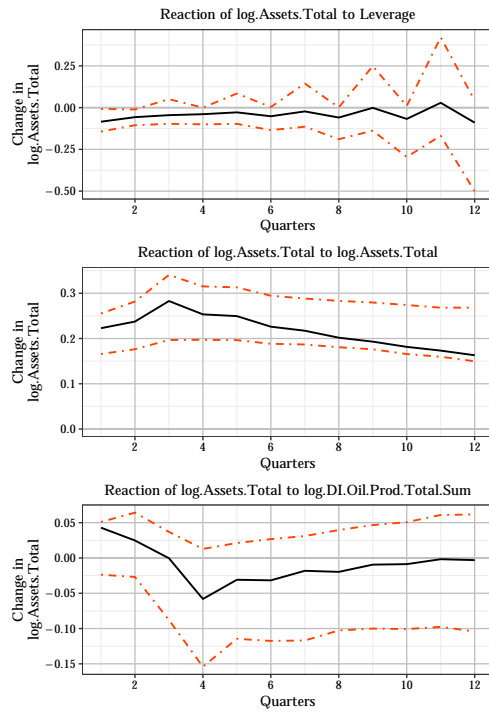 Reaction of log.Assets.Total to Leverage
Change in
log.Assets.Total
0.25
0.00
−0.25
−0.50
2 4 6 8 10 12
Quarters
Reaction of log.Assets.Total to log.Assets.Total
Change in
log.Assets.Total
0.3
0.2
0.1
0.0
2 4 6 8 10 12
Quarters
Reaction of log.Assets.Total to log.DI.Oil.Prod.Total.Sum
Change in
log.Assets.Total
0.05
0.00
−0.05
−0.10
−0.15
2 4 6 8 10 12
Quarters